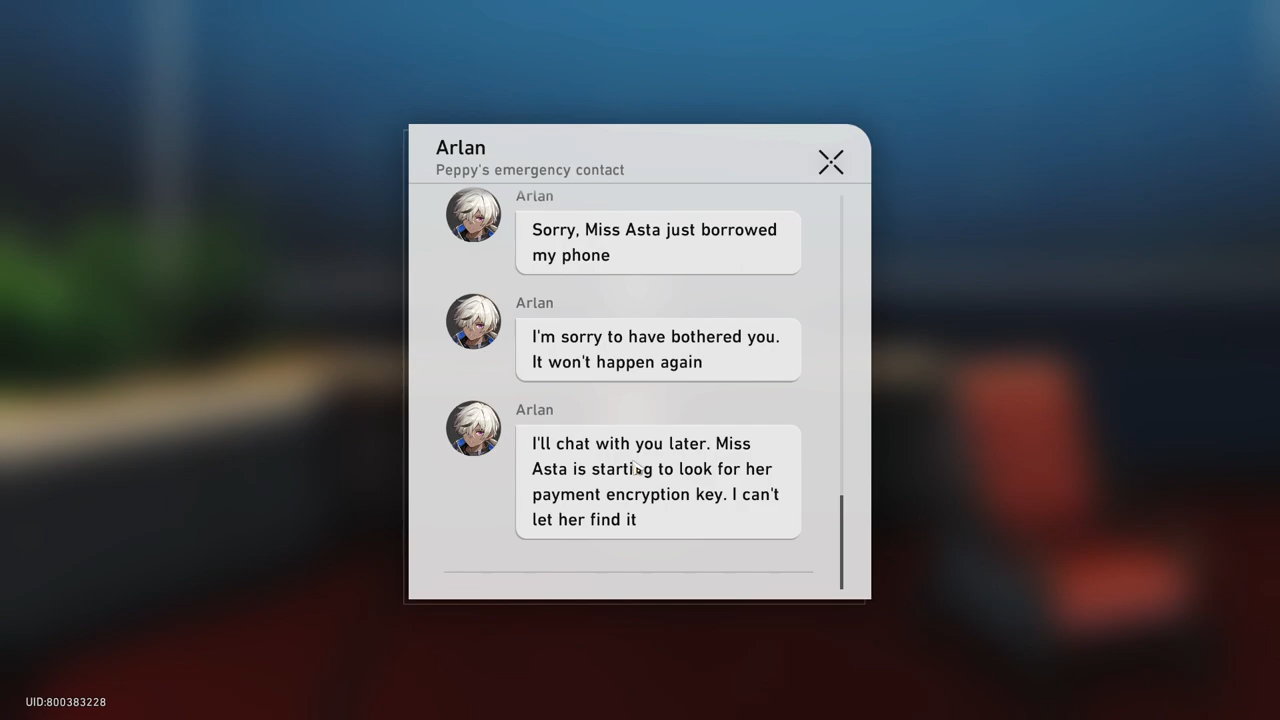 Arlan
Peppy's emergency contact
Arlan
Sorry, Miss Asta just borrowed
my phone
Arlan
I'm sorry to have bothered you.
It won't happen again
Arlan
I'll chat with you later. Miss
Asta is starting to look for her
payment encryption key. I can't
let her find it
UID:800383228